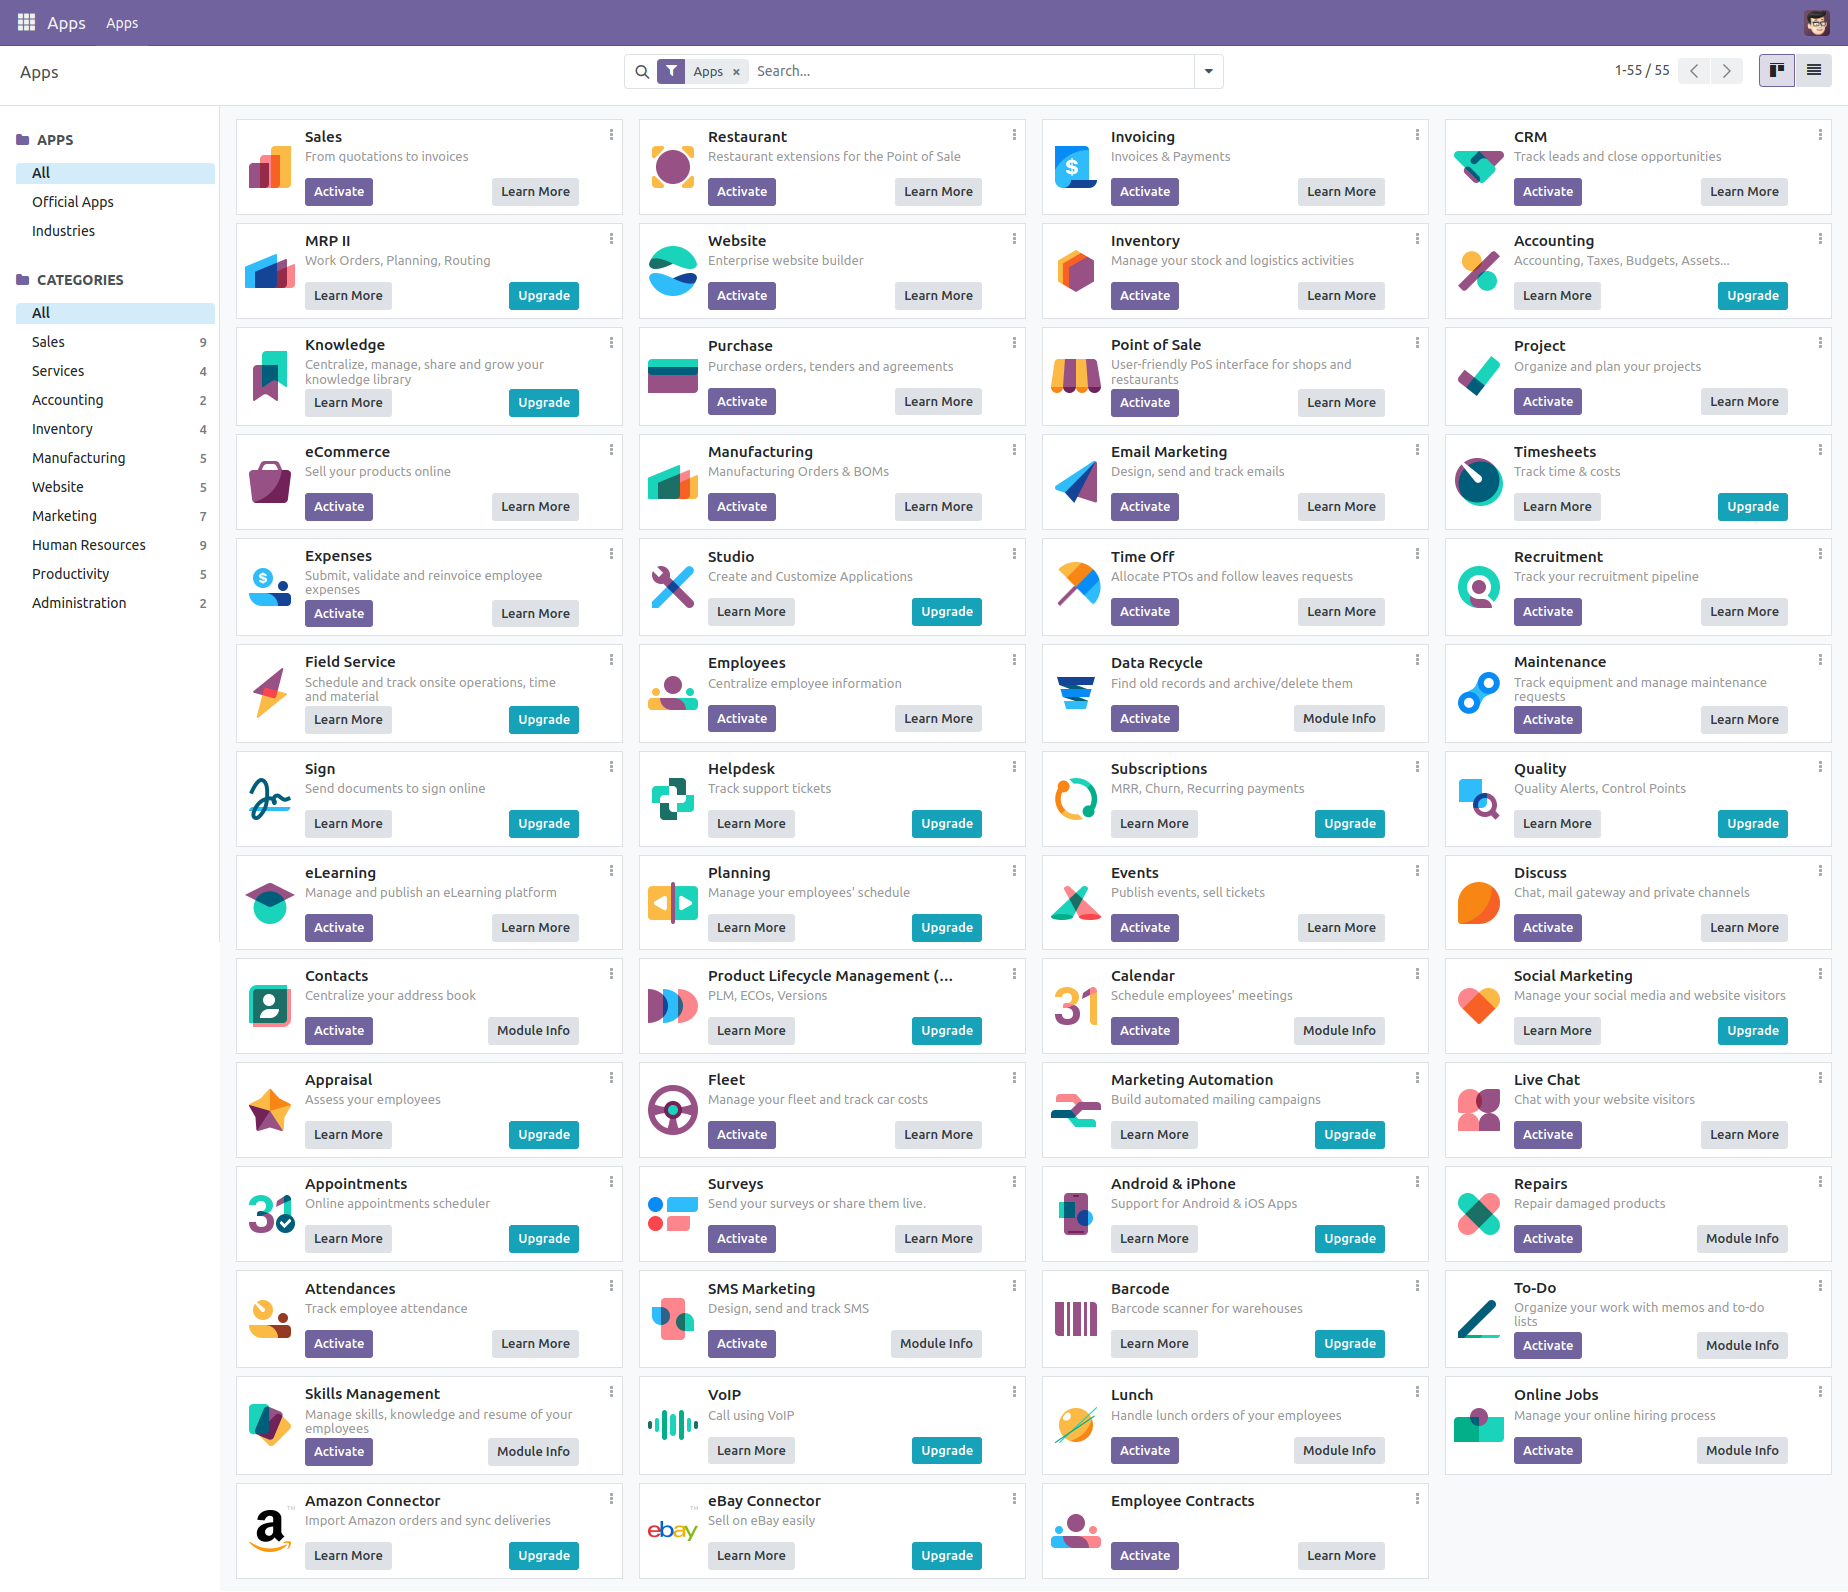 Apps
Apps
Apps
Apps ×
Search...
1-55 / 55
APPS
All
Official Apps
Industries
CATEGORIES
All
Sales 9
Services 4
Accounting 2
Inventory 4
Manufacturing 5
Website 5
Marketing 7
Human Resources 9
Productivity 5
Administration 2
Sales
From quotations to invoices
Activate
Learn More
Restaurant
Restaurant extensions for the Point of Sale
Activate
Learn More
$
Invoicing
Invoices & Payments
Activate
Learn More
CRM
Track leads and close opportunities
Activate
Learn More
MRP II
Work Orders, Planning, Routing
Learn More
Upgrade
Website
Enterprise website builder
Activate
Learn More
Inventory
Manage your stock and logistics activities
Activate
Learn More
Accounting
Accounting, Taxes, Budgets, Assets...
Learn More
Upgrade
Knowledge
Centralize, manage, share and grow your
knowledge library
Learn More
Upgrade
Purchase
Purchase orders, tenders and agreements
Activate
Learn More
Point of Sale
User-friendly PoS interface for shops and
restaurants
Activate
Learn More
Project
Organize and plan your projects
Activate
Learn More
eCommerce
Sell your products online
Activate
Learn More
Manufacturing
Manufacturing Orders & BOMs
Activate
Learn More
Email Marketing
Design, send and track emails
Activate
Learn More
Timesheets
Track time & costs
Learn More
Upgrade
$
Expenses
Submit, validate and reinvoice employee
expenses
Activate
Learn More
Studio
Create and Customize Applications
Learn More
Upgrade
Time Off
Allocate PTOs and follow leaves requests
Activate
Learn More
Recruitment
Track your recruitment pipeline
Activate
Learn More
Field Service
Schedule and track onsite operations, time
and material
Learn More
Upgrade
Employees
Centralize employee information
Activate
Learn More
Data Recycle
Find old records and archive/delete them
Activate
Module Info
Maintenance
Track equipment and manage maintenance
requests
Activate
Learn More
Sign
Send documents to sign online
Learn More
Upgrade
Helpdesk
Track support tickets
Learn More
Upgrade
Subscriptions
MRR, Churn, Recurring payments
Learn More
Upgrade
Quality
Quality Alerts, Control Points
Learn More
Upgrade
eLearning
Manage and publish an eLearning platform
Activate
Learn More
Planning
Manage your employees' schedule
Learn More
Upgrade
Events
Publish events, sell tickets
Activate
Learn More
Discuss
Chat, mail gateway and private channels
Activate
Learn More
Contacts
Centralize your address book
Activate
Module Info
Product Lifecycle Management (...
PLM, ECOs, Versions
Learn More
Upgrade
31
Calendar
Schedule employees' meetings
Activate
Module Info
Social Marketing
Manage your social media and website visitors
Learn More
Upgrade
Appraisal
Assess your employees
Learn More
Upgrade
Fleet
Manage your fleet and track car costs
Activate
Learn More
Marketing Automation
Build automated mailing campaigns
Learn More
Upgrade
Live Chat
Chat with your website visitors
Activate
Learn More
31
Appointments
Online appointments scheduler
Learn More
Upgrade
Surveys
Send your surveys or share them live.
Activate
Learn More
Android & iPhone
Support for Android & iOS Apps
Learn More
Upgrade
Repairs
Repair damaged products
Activate
Module Info
Attendances
Track employee attendance
Activate
Learn More
SMS Marketing
Design, send and track SMS
Activate
Module Info
Barcode
Barcode scanner for warehouses
Learn More
Upgrade
To-Do
Organize your work with memos and to-do
lists
Activate
Module Info
Skills Management
Manage skills, knowledge and resume of your
employees
Activate
Module Info
VoIP
Call using VoIP
Learn More
Upgrade
Lunch
Handle lunch orders of your employees
Activate
Module Info
Online Jobs
Manage your online hiring process
Activate
Module Info
a ™
Amazon Connector
Import Amazon orders and sync deliveries
Learn More
Upgrade
ebay ™
eBay Connector
Sell on eBay easily
Learn More
Upgrade
Employee Contracts
Activate
Learn More